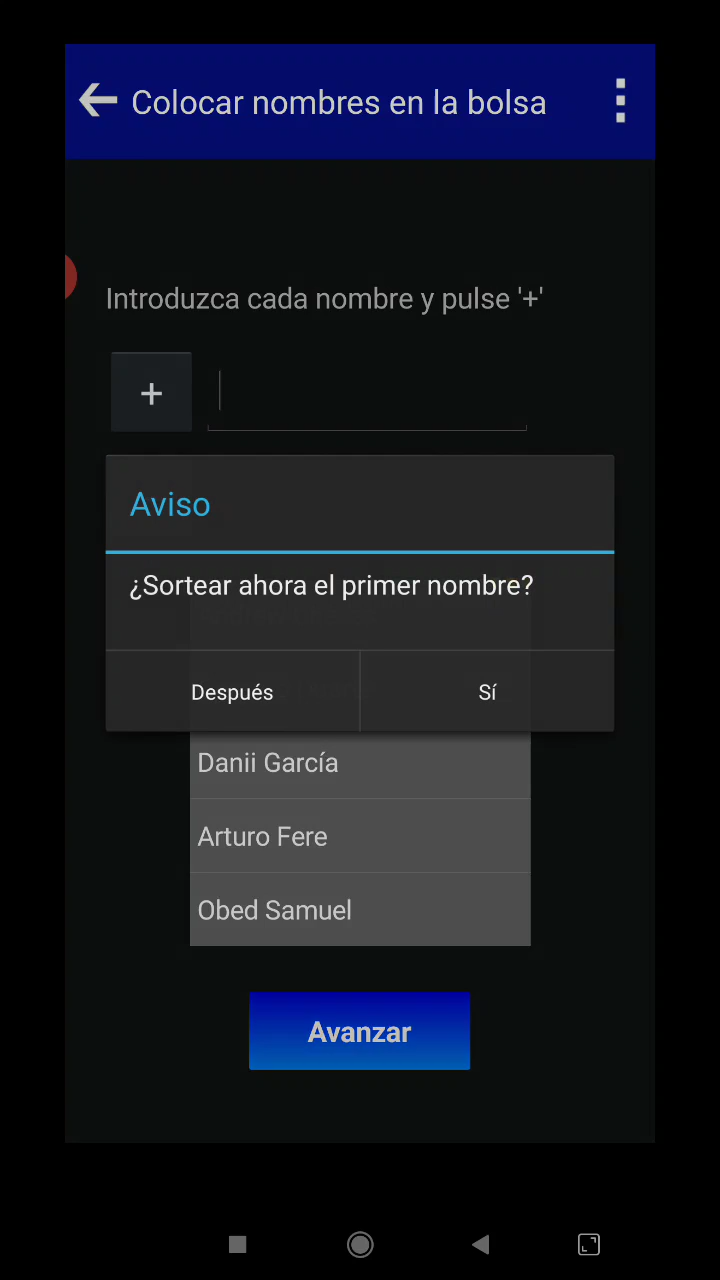 Colocar nombres en la bolsa
Introduzca cada nombre y pulse '+'
+
Aviso
¿Sortear ahora el primer nombre?
Después
Sí
Danii García
Arturo Fere
Obed Samuel
Avanzar